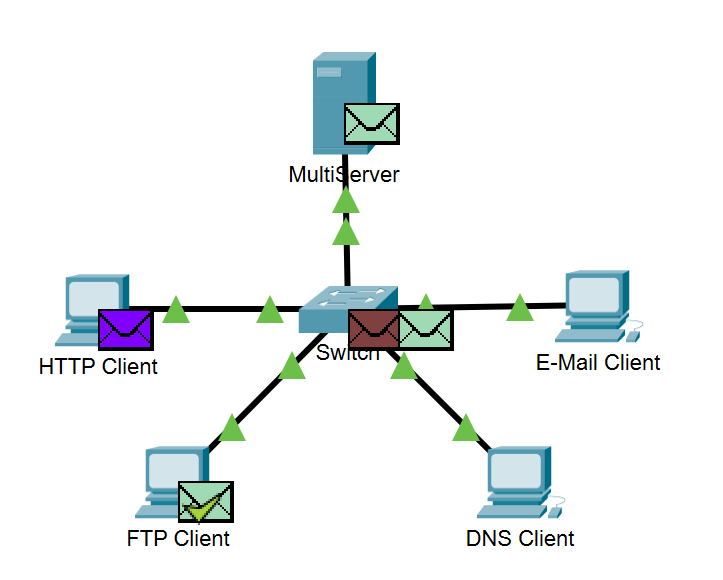 MultiServer
HTTP Client
Switch
E-Mail Client
FTP Client
DNS Client